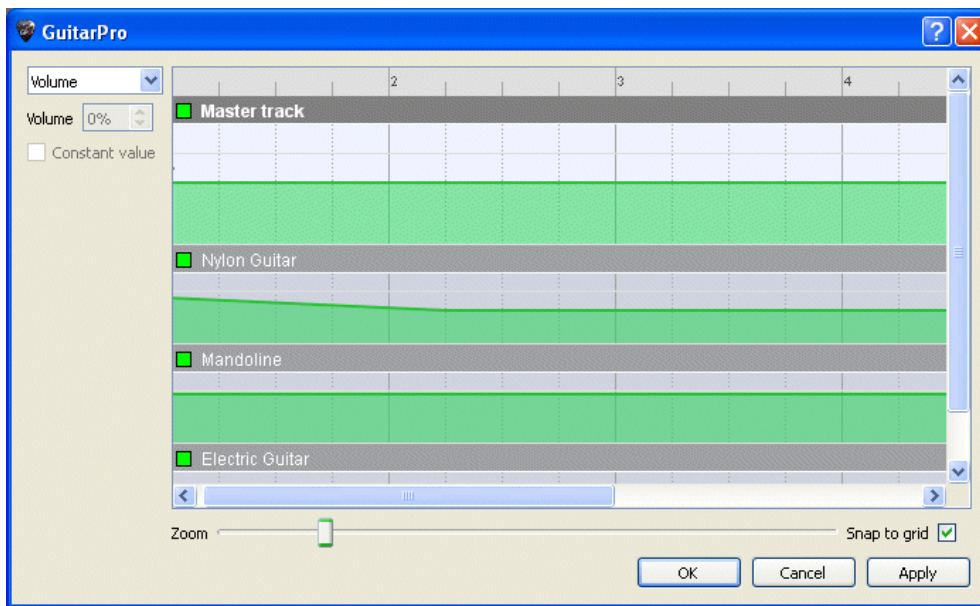 GuitarPro
Volume
2 3 4
Master track
Volume 0%
Constant value
Nylon Guitar
Mandoline
Electric Guitar
Zoom
Snap to grid
OK Cancel Apply